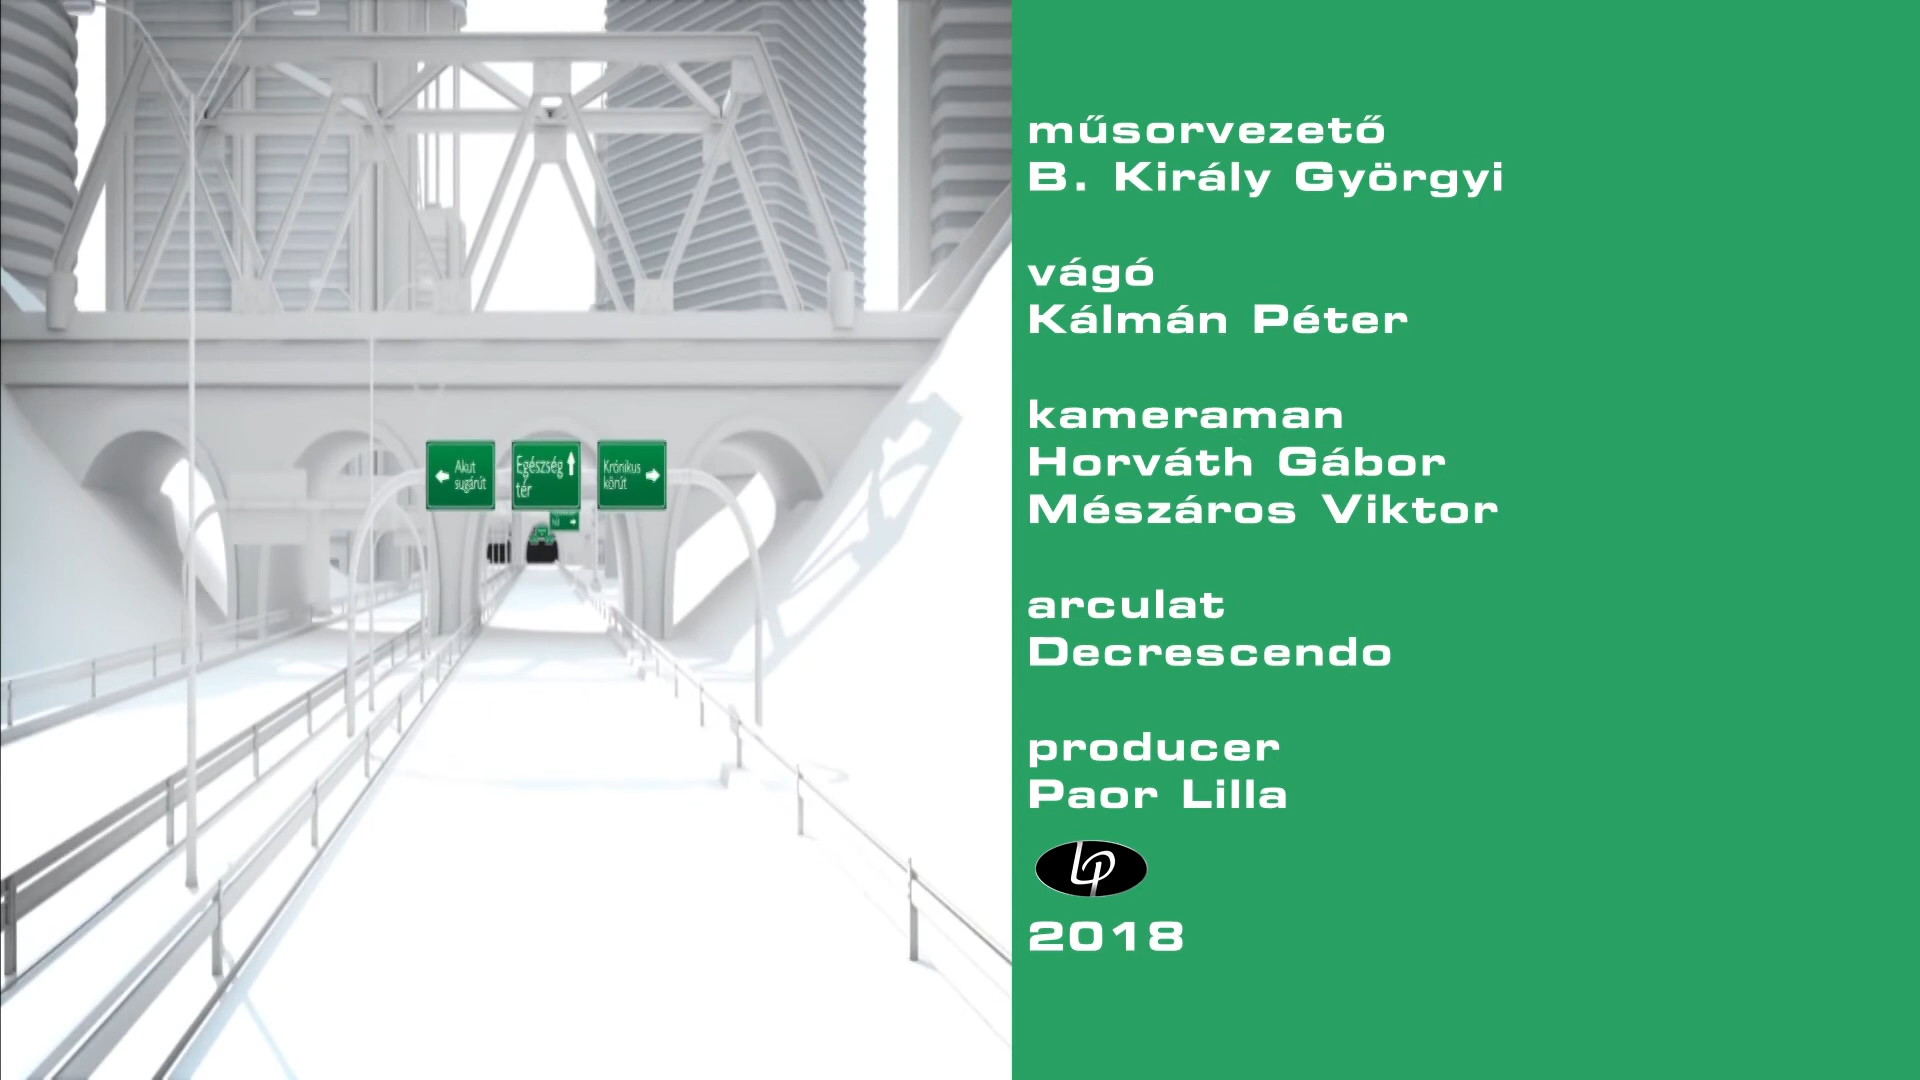 Akut
sugárút
Egészség
tér
Krónikus
körút
műsorvezető
B. Király Györgyi
vágó
Kálmán Péter
kameraman
Horváth Gábor
Mészáros Viktor
arculat
Decrescendo
producer
Paor Lilla
2018